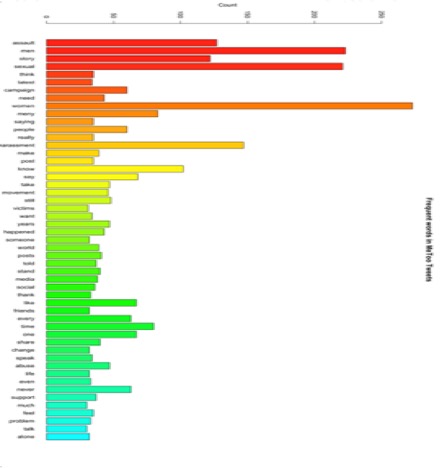 Count
0 50 100 150 200 250
assault
men
story
sexual
think
latest
campaign
need
women
many
saying
people
really
harassment
make
post
know
say
take
movement
still
victims
want
years
happened
someone
world
posts
told
stand
media
social
thank
like
friends
every
time
one
share
change
speak
abuse
life
even
never
support
much
feel
problem
talk
alone
Frequent words in MeToo Tweets